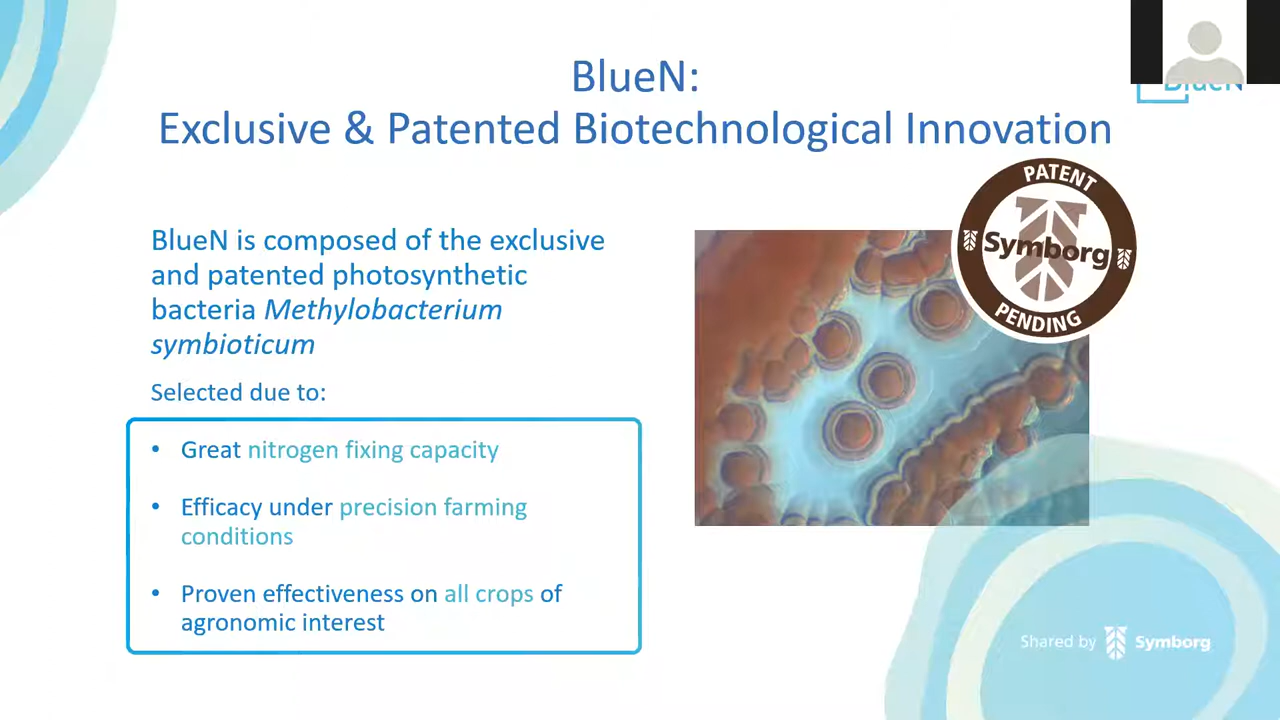 BlueN:
Exclusive & Patented Biotechnological Innovation
BlueN
PATENT
Symborg
PENDING
BlueN is composed of the exclusive
and patented photosynthetic
bacteria Methylobacterium
symbioticum
Selected due to:
• Great nitrogen fixing capacity
• Efficacy under precision farming
conditions
• Proven effectiveness on all crops of
agronomic interest
Shared by Symborg